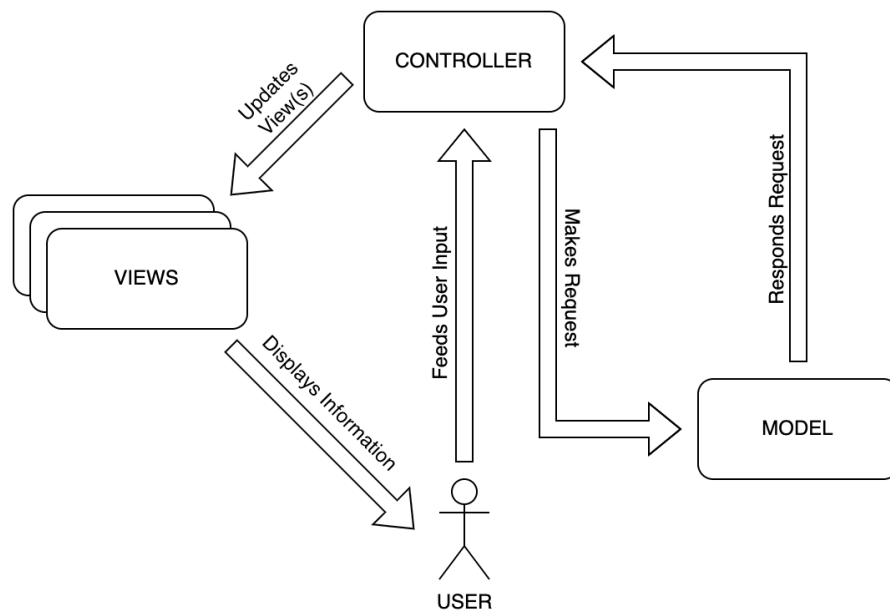 CONTROLLER
Updates
View(s)
VIEWS
Feeds User Input
Makes Request
Responds Request
Displays Information
MODEL
USER